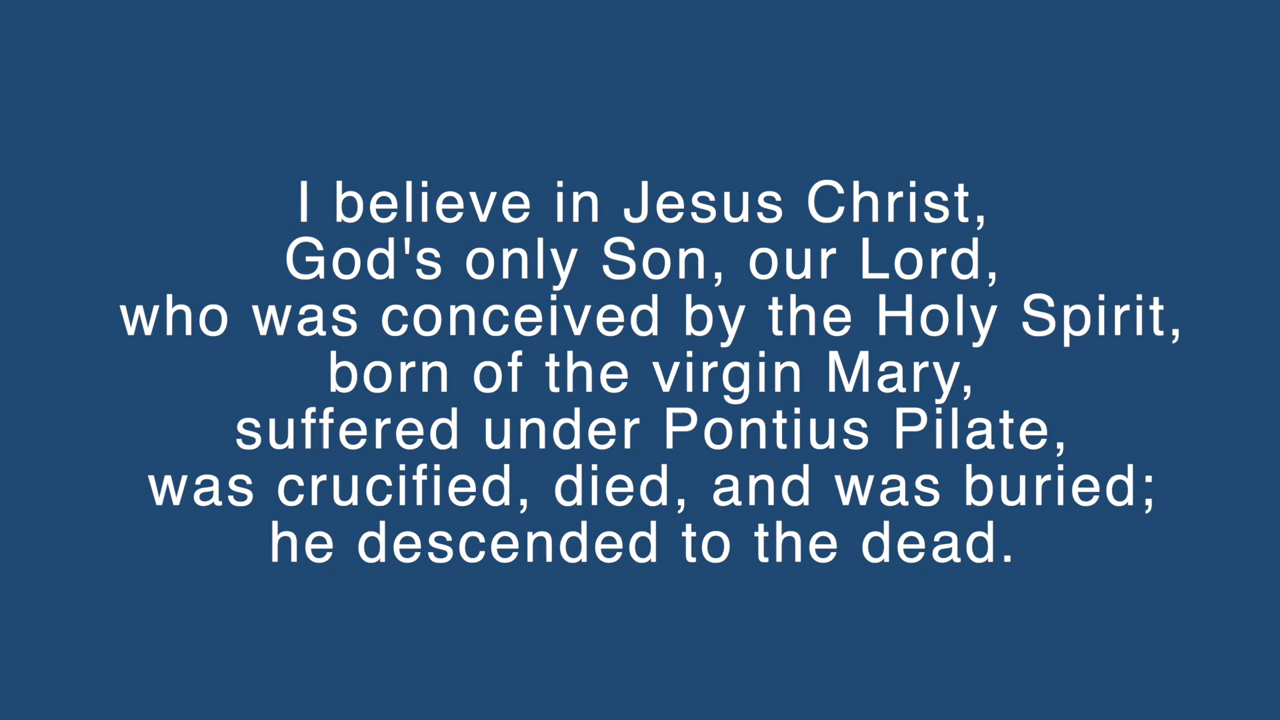 I believe in Jesus Christ,
God's only Son, our Lord,
who was conceived by the Holy Spirit,
born of the virgin Mary,
suffered under Pontius Pilate,
was crucified, died, and was buried;
he descended to the dead.